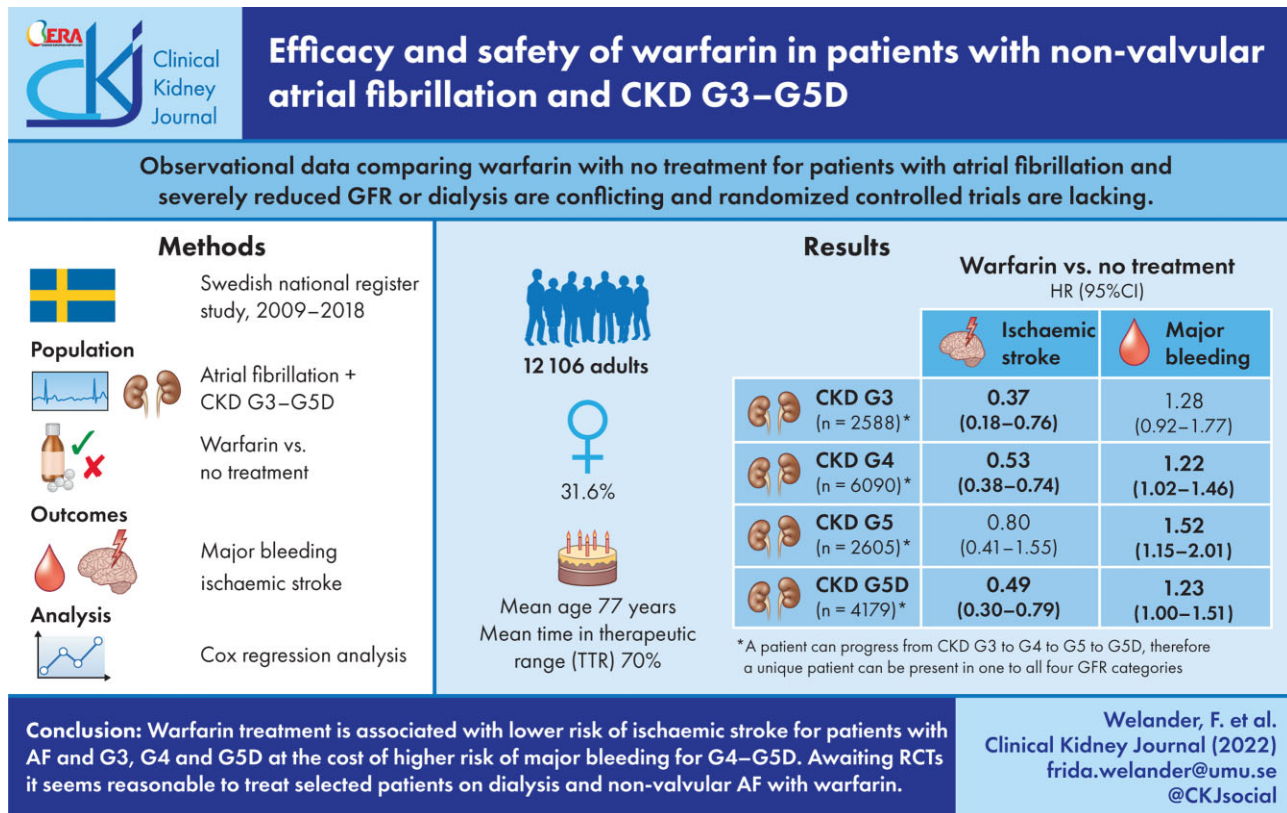 ERA
CKJ
Clinical
Kidney
Journal
Efficacy and safety of warfarin in patients with non-valvular
atrial fibrillation and CKD G3–G5D
Observational data comparing warfarin with no treatment for patients with atrial fibrillation and
severely reduced GFR or dialysis are conflicting and randomized controlled trials are lacking.
Methods
Swedish national register
study, 2009–2018
Population
Atrial fibrillation +
CKD G3–G5D
Warfarin vs.
no treatment
Outcomes
Major bleeding
ischaemic stroke
Analysis
Cox regression analysis
Results
12 106 adults
31.6%
Mean age 77 years
Mean time in therapeutic
range (TTR) 70%
Warfarin vs. no treatment
HR (95%CI)
Ischaemic
stroke
Major
bleeding
CKD G3
(n = 2588)*
0.37
(0.18–0.76)
1.28
(0.92–1.77)
CKD G4
(n = 6090)*
0.53
(0.38–0.74)
1.22
(1.02–1.46)
CKD G5
(n = 2605)*
0.80
(0.41–1.55)
1.52
(1.15–2.01)
CKD G5D
(n = 4179)*
0.49
(0.30–0.79)
1.23
(1.00–1.51)
*A patient can progress from CKD G3 to G4 to G5 to G5D, therefore
a unique patient can be present in one to all four GFR categories
Conclusion: Warfarin treatment is associated with lower risk of ischaemic stroke for patients with
AF and G3, G4 and G5D at the cost of higher risk of major bleeding for G4–G5D. Awaiting RCTs
it seems reasonable to treat selected patients on dialysis and non-valvular AF with warfarin.
Welander, F. et al.
Clinical Kidney Journal (2022)
frida.welander@umu.se
@CKJsocial